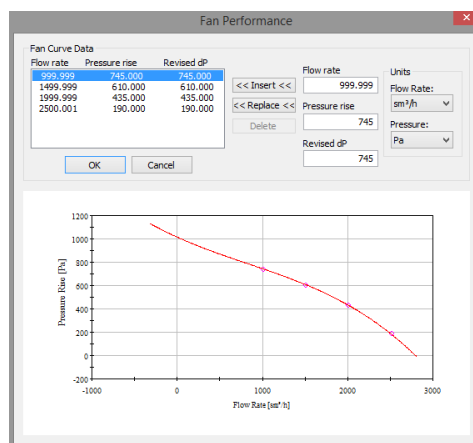 Fan Performance
Fan Curve Data
Flow rate Pressure rise Revised dP
999.999 745.000 745.000
1499.999 610.000 610.000
1999.999 435.000 435.000
2500.001 190.000 190.000
<< Insert <<
<< Replace <<
Delete
Flow rate
999.999
Pressure rise
745
Revised dP
745
Units
Flow Rate:
sm³/h
Pressure:
Pa
OK Cancel
1200
1000
800
600
400
200
0
-200
-1000 0 1000 2000 3000
Pressure Rise [Pa]
Flow Rate [sm³/h]